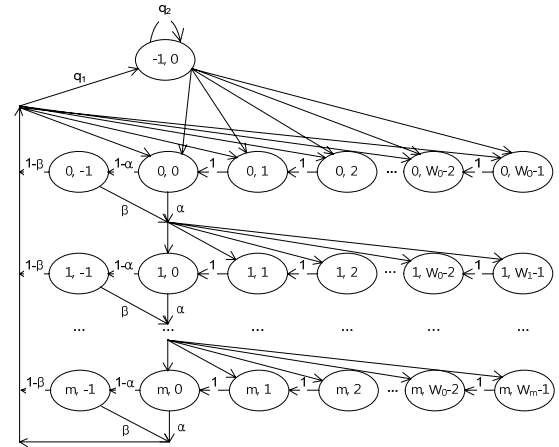 q₂
-1, 0
q₁
1-β 0, -1 1-α 0, 0 1 0, 1 1 0, 2 ... 0, W₀-2 1 0, W₀-1
β α
1-β 1, -1 1-α 1, 0 1 1, 1 1 1, 2 ... 1, W₀-2 1 1, W₁-1
β α
... ... ... ... ... ...
1-β m, -1 1-α m, 0 1 m, 1 1 m, 2 ... m, W₀-2 1 m, Wₘ-1
β α